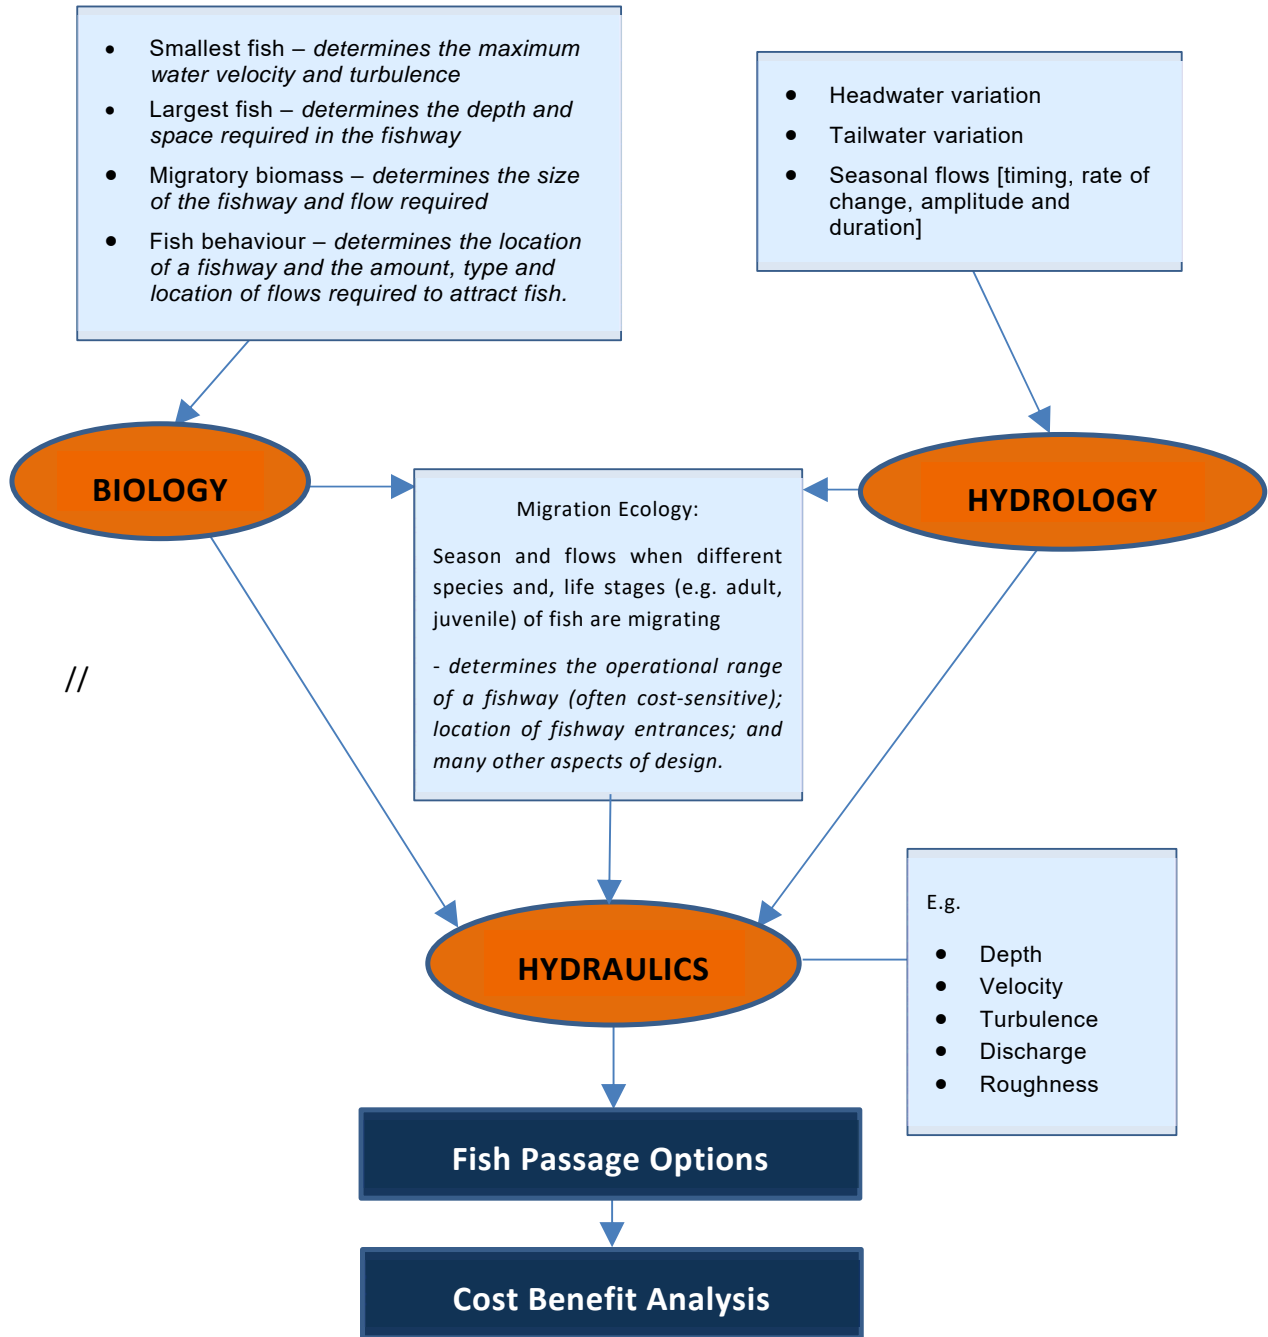 • Smallest fish – determines the maximum
water velocity and turbulence
• Largest fish – determines the depth and
space required in the fishway
• Migratory biomass – determines the size
of the fishway and flow required
• Fish behaviour – determines the location
of a fishway and the amount, type and
location of flows required to attract fish.
• Headwater variation
• Tailwater variation
• Seasonal flows [timing, rate of
change, amplitude and
duration]
BIOLOGY
HYDROLOGY
Migration Ecology:
Season and flows when different
species and, life stages (e.g. adult,
juvenile) of fish are migrating
- determines the operational range
of a fishway (often cost-sensitive);
location of fishway entrances; and
many other aspects of design.
//
HYDRAULICS
E.g.
• Depth
• Velocity
• Turbulence
• Discharge
• Roughness
Fish Passage Options
Cost Benefit Analysis